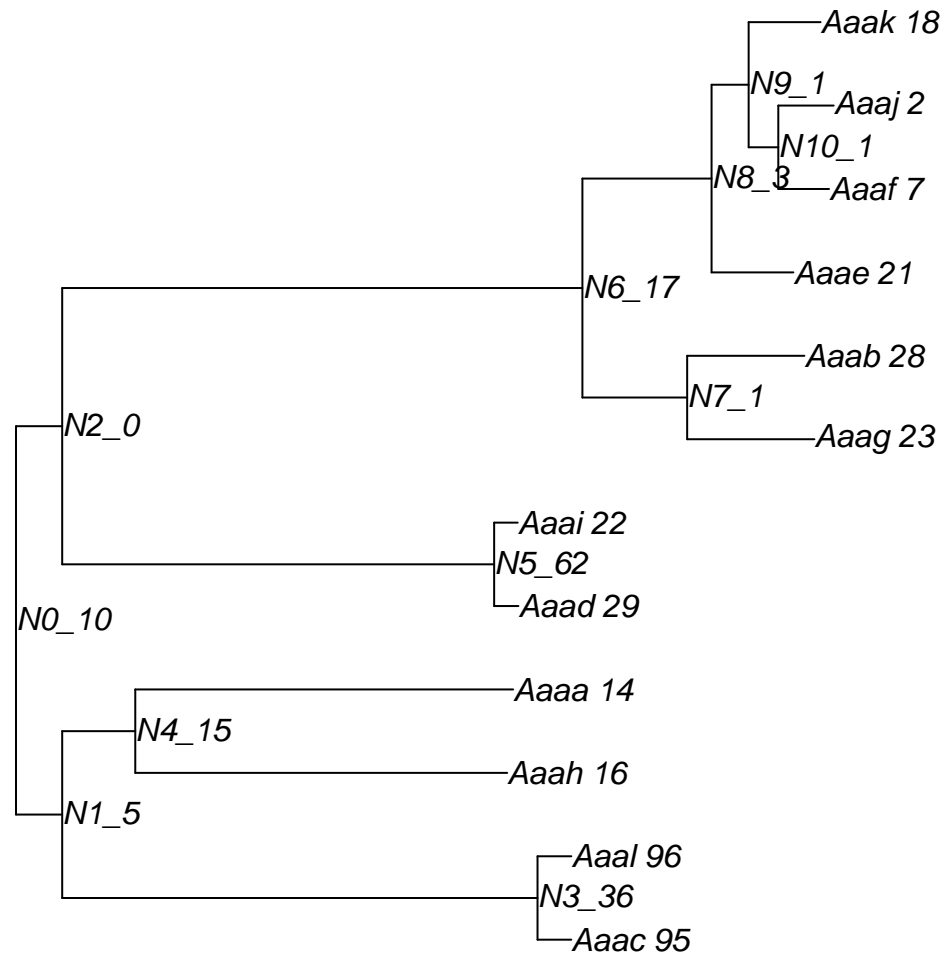 Aaak 18
N9_1
Aaaj 2
N10_1
N8_3
Aaaf 7
Aaae 21
N6_17
Aaab 28
N7_1
N2_0
Aaag 23
Aaai 22
N5_62
Aaad 29
N0_10
Aaaa 14
N4_15
Aaah 16
N1_5
Aaal 96
N3_36
Aaac 95